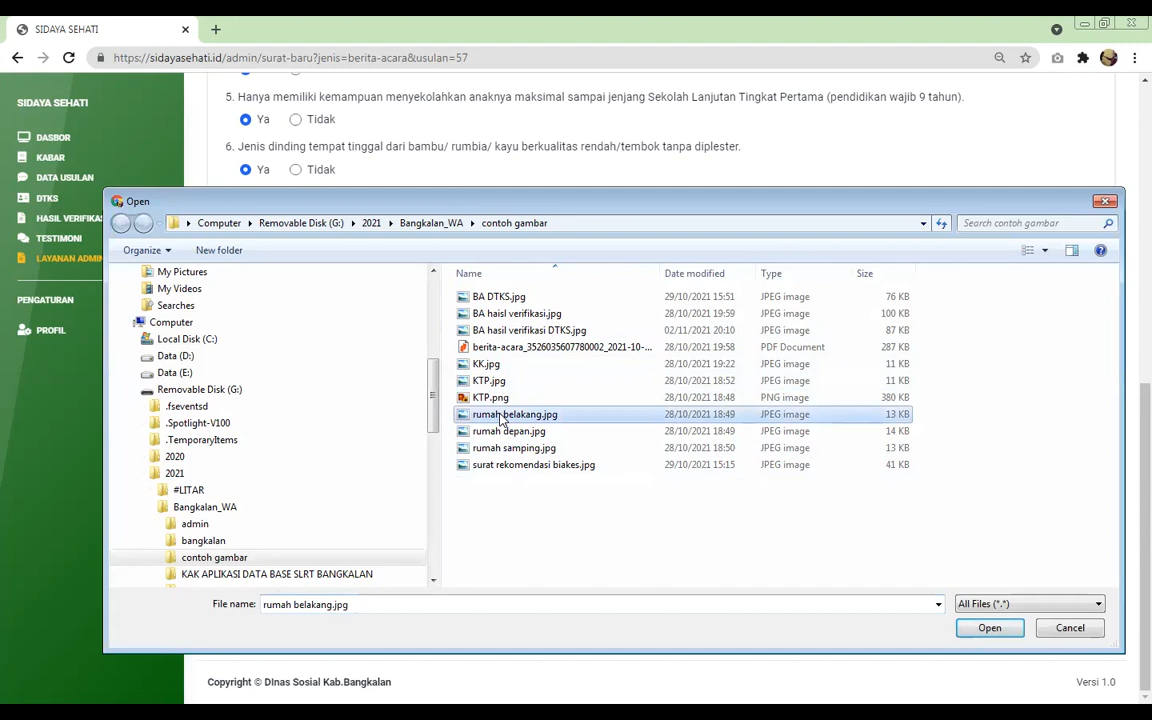 SIDAYA SEHATI
https://sidayasehati.id/admin/surat-baru?jenis=berita-acara&usulan=57
SIDAYA SEHATI
DASBOR
KABAR
DATA USULAN
DTKS
HASIL VERIFIKAS
TESTIMONI
LAYANAN ADMIN
PENGATURAN
PROFIL
5. Hanya memiliki kemampuan menyekolahkan anaknya maksimal sampai jenjang Sekolah Lanjutan Tingkat Pertama (pendidikan wajib 9 tahun).
Ya Tidak
6. Jenis dinding tempat tinggal dari bambu/ rumbia/ kayu berkualitas rendah/tembok tanpa diplester.
Ya Tidak
Open
Computer Removable Disk (G:) 2021 Bangkalan_WA contoh gambar
Search contoh gambar
Organize New folder
My Pictures
My Videos
Searches
Computer
Local Disk (C:)
Data (D:)
Data (E:)
Removable Disk (G:)
.fseventsd
.Spotlight-V100
.TemporaryItems
2020
2021
#LITAR
Bangkalan_WA
admin
bangkalan
contoh gambar
KAK APLIKASI DATA BASE SLRT BANGKALAN
Name Date modified Type Size
BA DTKS.jpg 29/10/2021 15:51 JPEG image 76 KB
BA haisl verifikasi.jpg 28/10/2021 19:59 JPEG image 100 KB
BA hasil verifikasi DTKS.jpg 02/11/2021 20:10 JPEG image 87 KB
berita-acara_3526035607780002_2021-10-... 28/10/2021 19:58 PDF Document 287 KB
KK.jpg 28/10/2021 19:22 JPEG image 11 KB
KTP.jpg 28/10/2021 18:52 JPEG image 11 KB
KTP.png 28/10/2021 18:48 PNG image 380 KB
rumah belakang.jpg 28/10/2021 18:49 JPEG image 13 KB
rumah depan.jpg 28/10/2021 18:49 JPEG image 14 KB
rumah samping.jpg 28/10/2021 18:50 JPEG image 13 KB
surat rekomendasi biakes.jpg 29/10/2021 15:15 JPEG image 41 KB
File name: rumah belakang.jpg
All Files (*.*)
Open Cancel
Copyright © DInas Sosial Kab.Bangkalan
Versi 1.0